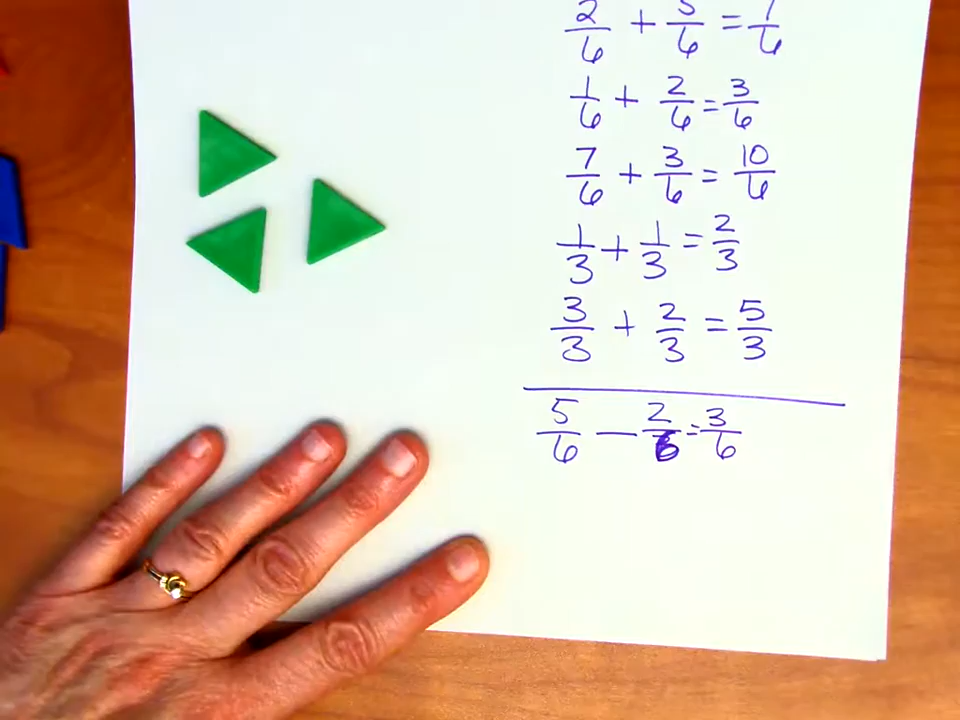 2/6 + 5/6 = 7/6
1/6 + 2/6 = 3/6
7/6 + 3/6 = 10/6
1/3 + 1/3 = 2/3
3/3 + 2/3 = 5/3
5/6 — 2/6 = 3/6